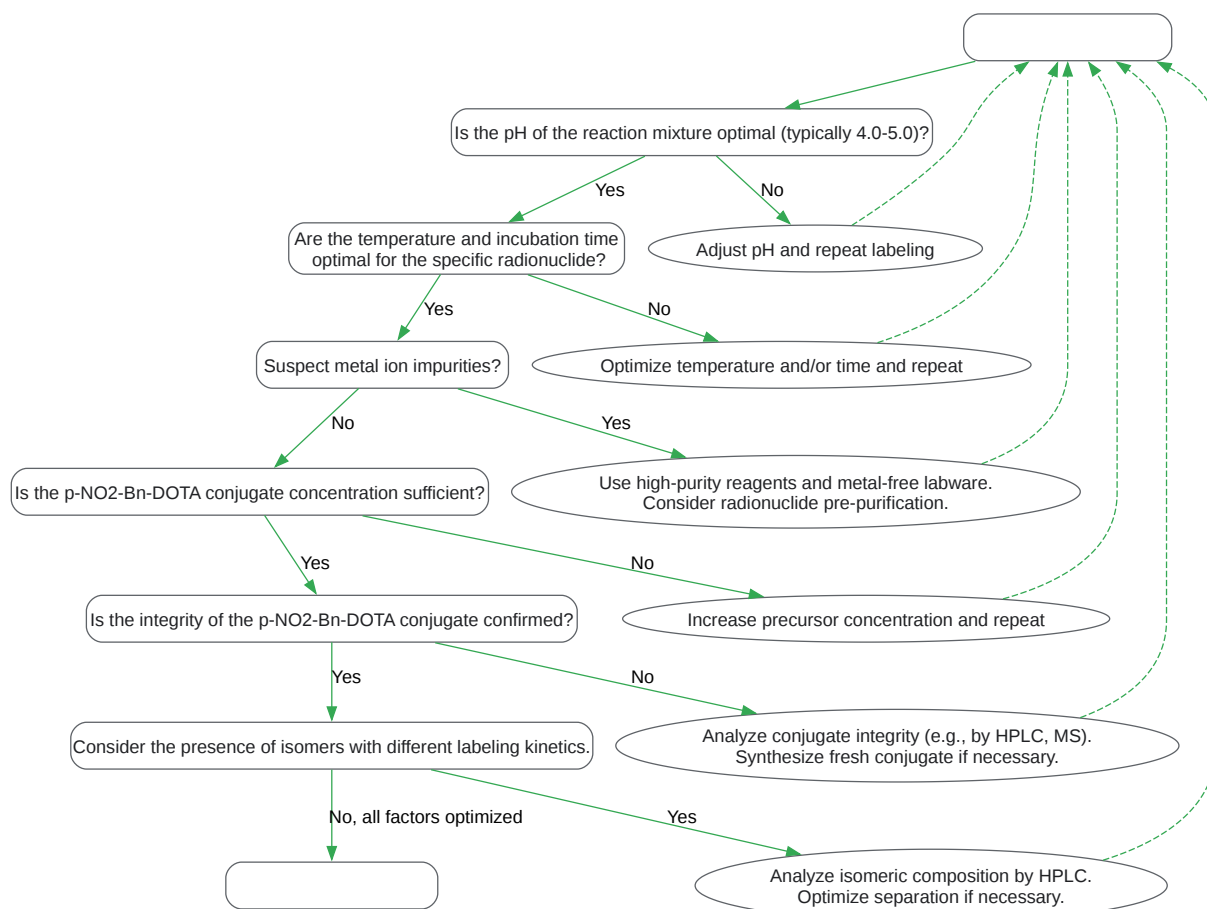 Is the pH of the reaction mixture optimal (typically 4.0-5.0)?
Yes
No
Are the temperature and incubation time
optimal for the specific radionuclide?
Adjust pH and repeat labeling
Yes
No
Suspect metal ion impurities?
Optimize temperature and/or time and repeat
No
Yes
Is the p-NO2-Bn-DOTA conjugate concentration sufficient?
Use high-purity reagents and metal-free labware.
Consider radionuclide pre-purification.
Yes
No
Is the integrity of the p-NO2-Bn-DOTA conjugate confirmed?
Increase precursor concentration and repeat
Yes
No
Consider the presence of isomers with different labeling kinetics.
Analyze conjugate integrity (e.g., by HPLC, MS).
Synthesize fresh conjugate if necessary.
No, all factors optimized
Yes
Analyze isomeric composition by HPLC.
Optimize separation if necessary.